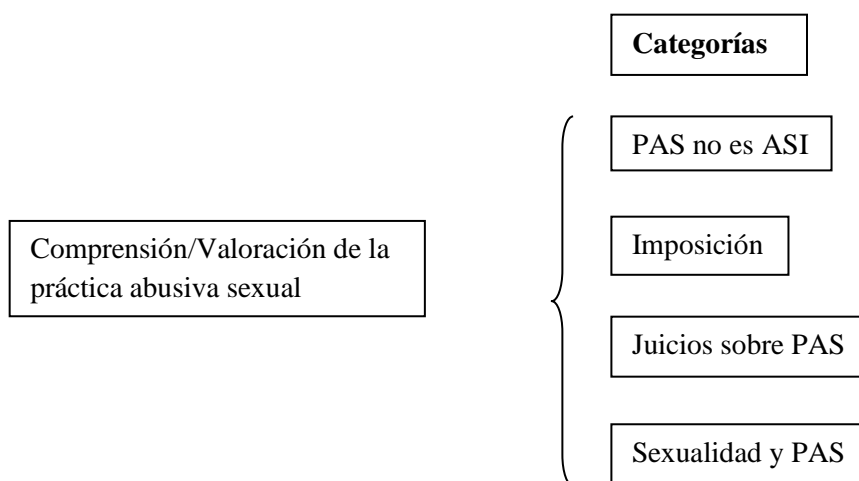 Categorías
PAS no es ASI
Comprensión/Valoración de la
práctica abusiva sexual
Imposición
Juicios sobre PAS
Sexualidad y PAS